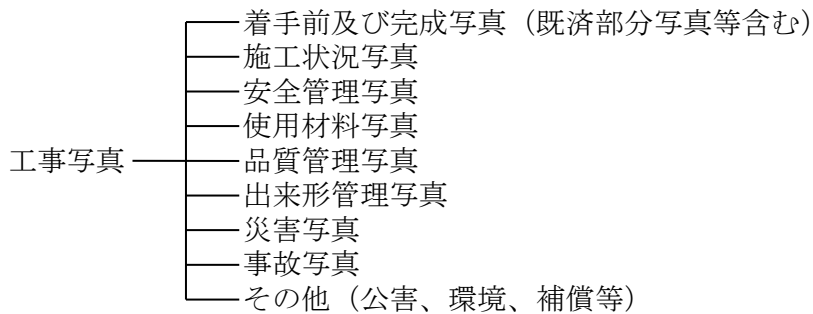 着手前及び完成写真（既済部分写真等含む）
施工状況写真
安全管理写真
使用材料写真
工事写真
品質管理写真
出来形管理写真
災害写真
事故写真
その他（公害、環境、補償等）